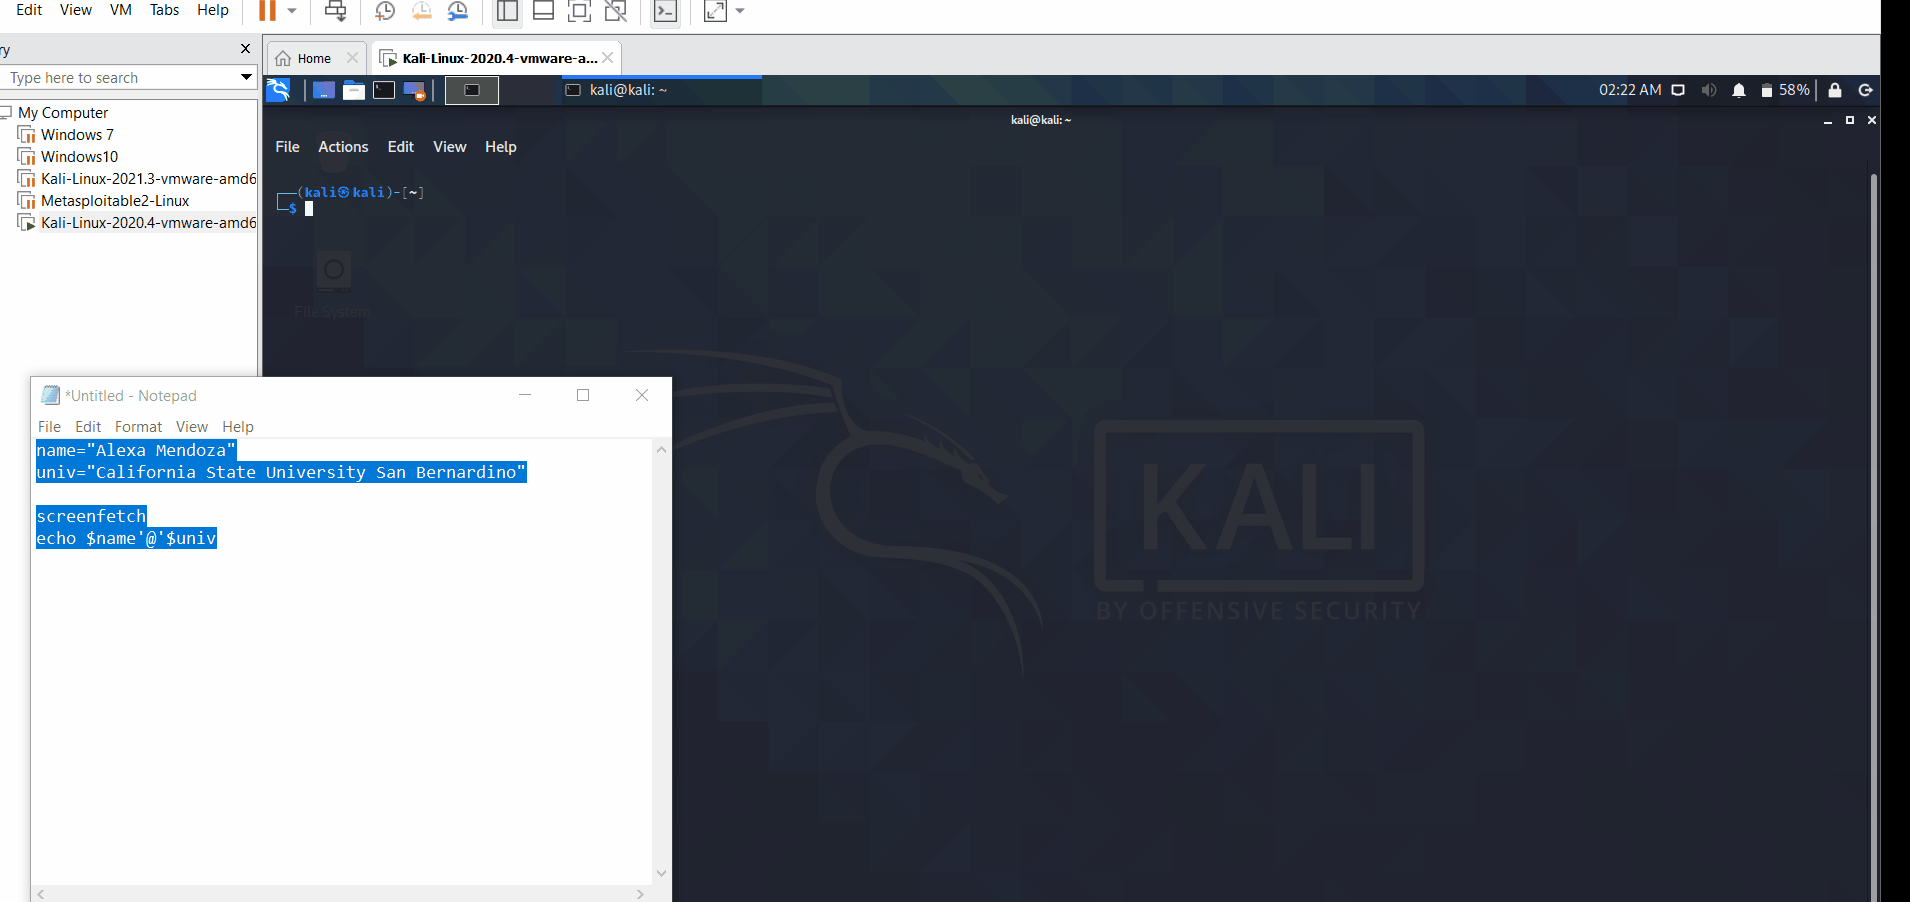 Edit View VM Tabs Help
ry
Type here to search
My Computer
Windows 7
Windows10
Kali-Linux-2021.3-vmware-amd6
Metasploitable2-Linux
Kali-Linux-2020.4-vmware-amd6
Home
Kali-Linux-2020.4-vmware-a...
kali@kali: ~
02:22 AM
58%
kali@kali: ~
File Actions Edit View Help
(kali㉿kali)-[~]
$
File System
KALI
BY OFFENSIVE SECURITY
*Untitled - Notepad
File Edit Format View Help
name="Alexa Mendoza"
univ="California State University San Bernardino"
screenfetch
echo $name'@'$univ